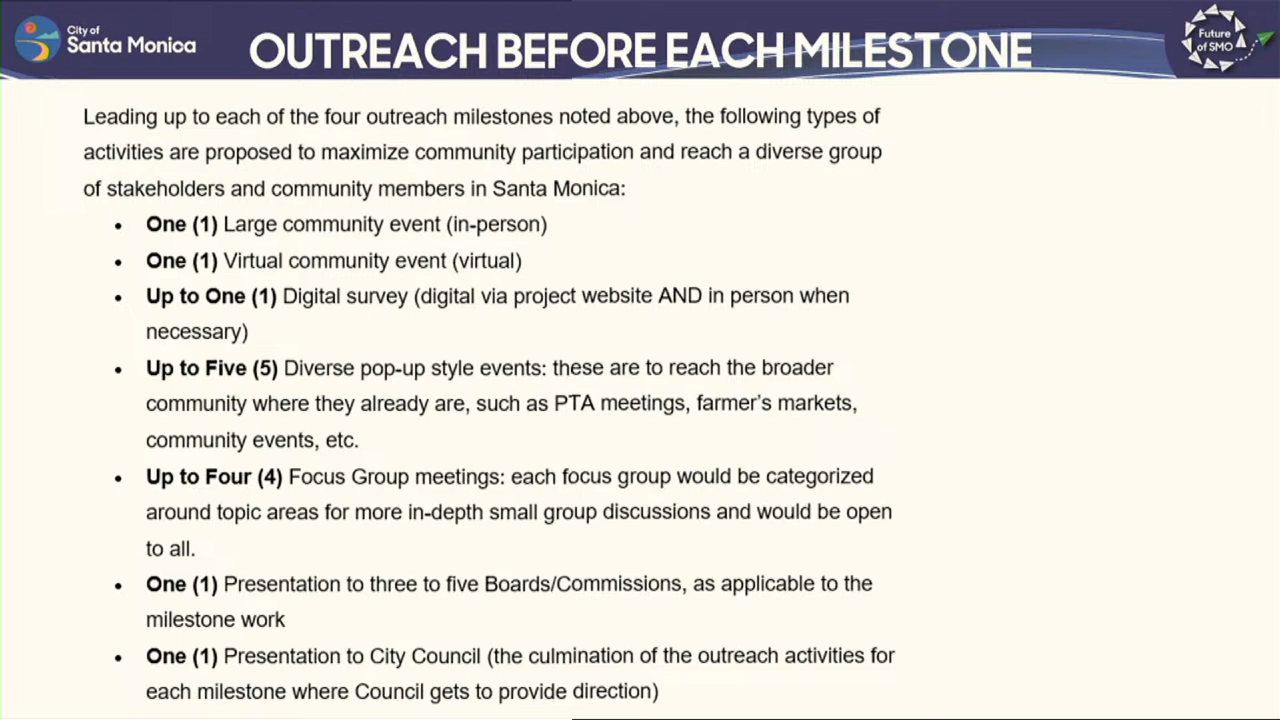 City of
Santa Monica
OUTREACH BEFORE EACH MILESTONE
Future
of SMO
Leading up to each of the four outreach milestones noted above, the following types of
activities are proposed to maximize community participation and reach a diverse group
of stakeholders and community members in Santa Monica:
• One (1) Large community event (in-person)
• One (1) Virtual community event (virtual)
• Up to One (1) Digital survey (digital via project website AND in person when
necessary)
• Up to Five (5) Diverse pop-up style events: these are to reach the broader
community where they already are, such as PTA meetings, farmer's markets,
community events, etc.
• Up to Four (4) Focus Group meetings: each focus group would be categorized
around topic areas for more in-depth small group discussions and would be open
to all.
• One (1) Presentation to three to five Boards/Commissions, as applicable to the
milestone work
• One (1) Presentation to City Council (the culmination of the outreach activities for
each milestone where Council gets to provide direction)